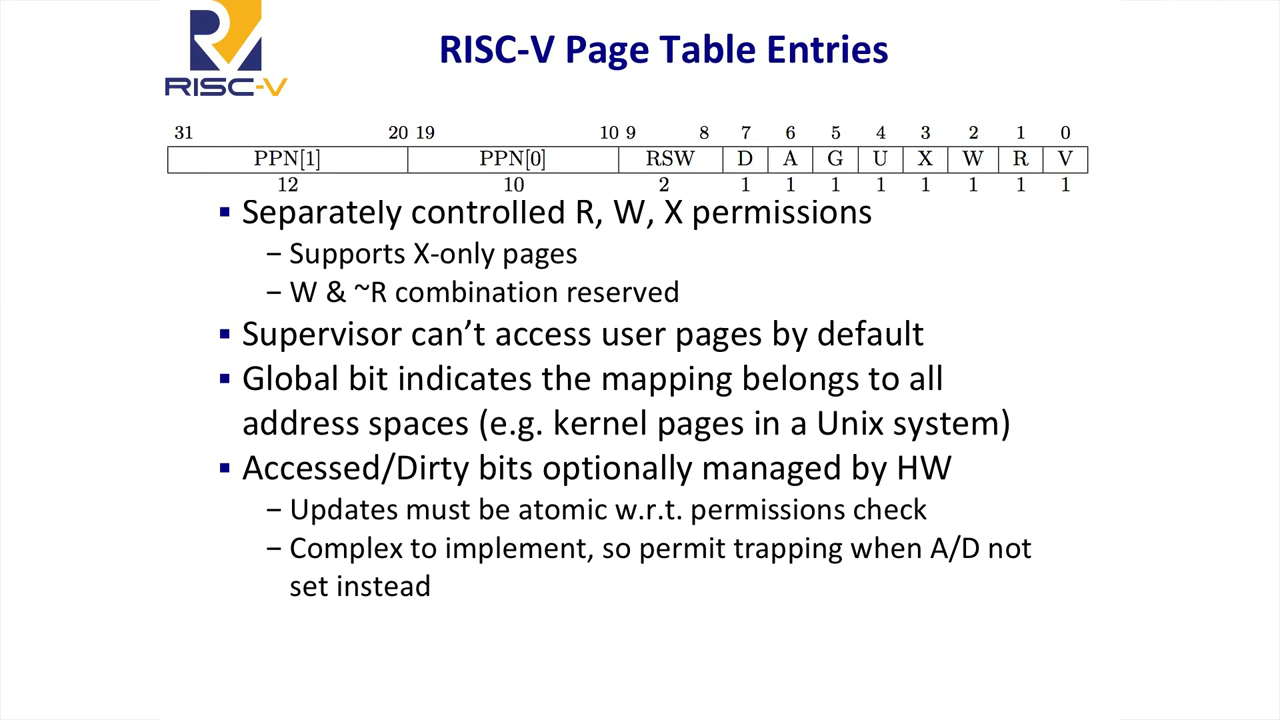 RISC-V
RISC-V Page Table Entries
31 20 19 10 9 8 7 6 5 4 3 2 1 0
PPN[1] PPN[0] RSW D A G U X W R V
12 10 2 1 1 1 1 1 1 1 1
▪ Separately controlled R, W, X permissions
– Supports X-only pages
– W & ~R combination reserved
▪ Supervisor can’t access user pages by default
▪ Global bit indicates the mapping belongs to all
address spaces (e.g. kernel pages in a Unix system)
▪ Accessed/Dirty bits optionally managed by HW
– Updates must be atomic w.r.t. permissions check
– Complex to implement, so permit trapping when A/D not
set instead